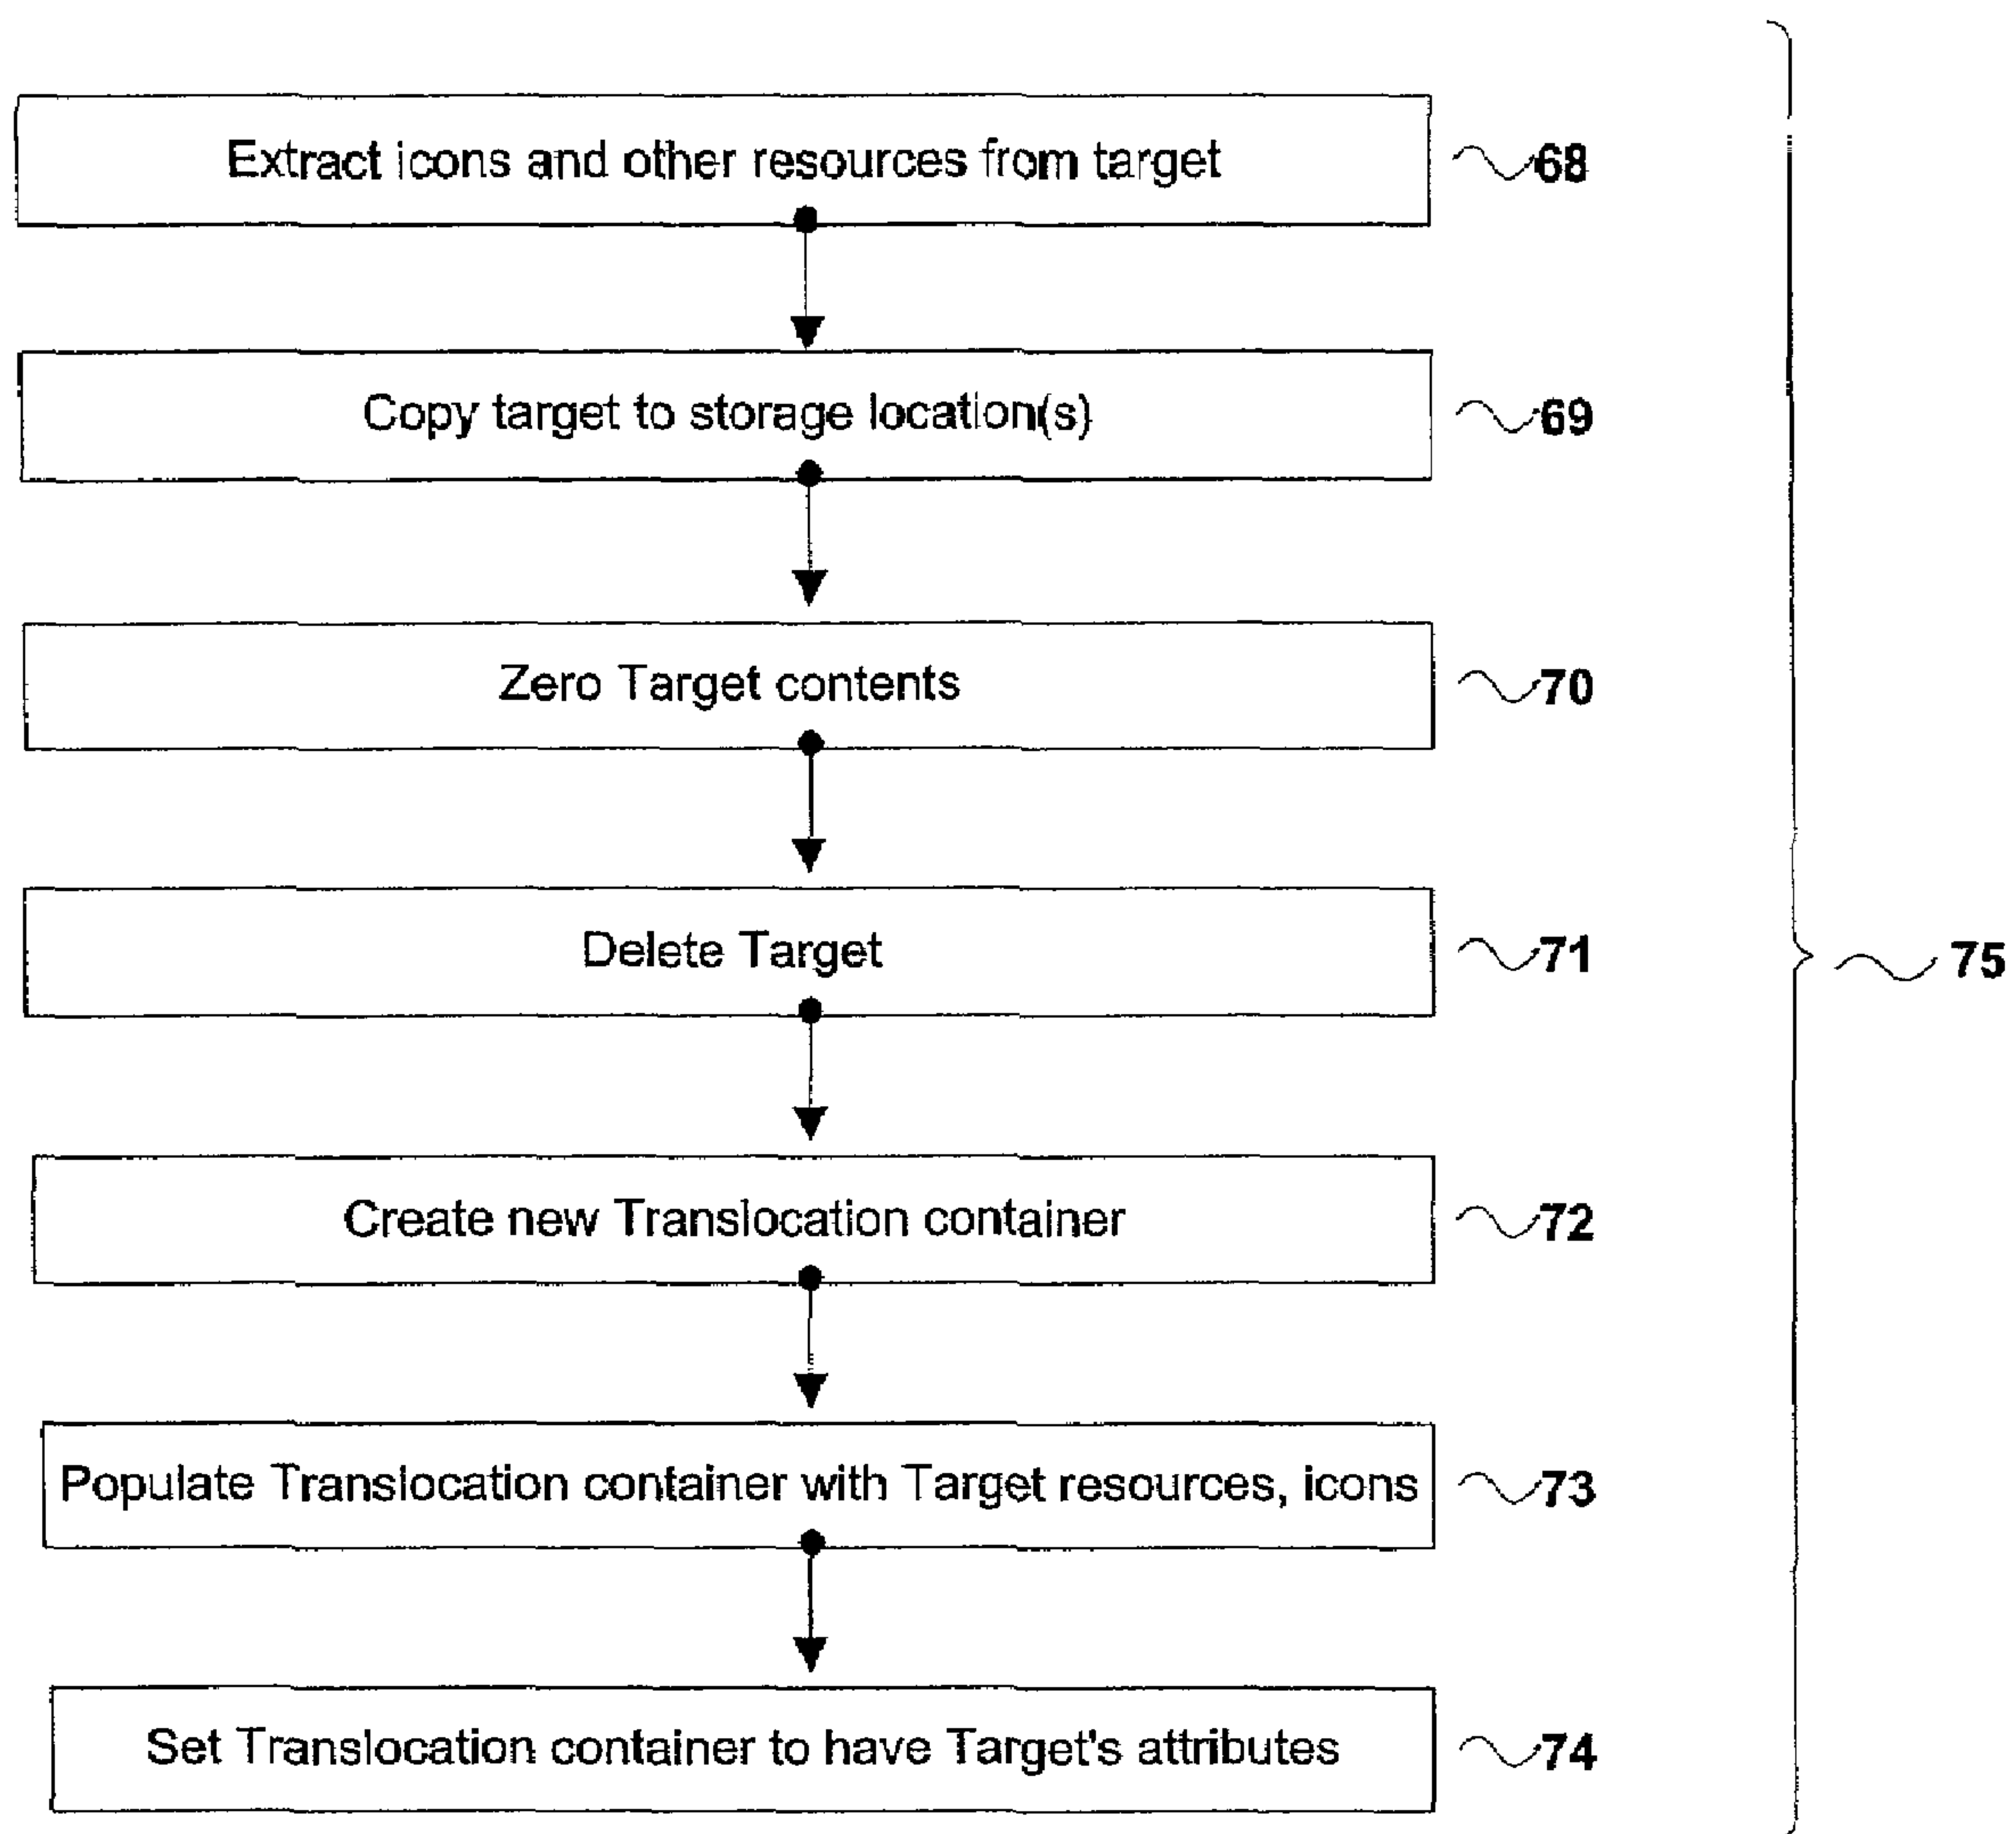 Extract icons and other resources from target
68
Copy target to storage location(s)
69
Zero Target contents
70
Delete Target
71
75
Create new Translocation container
72
Populate Translocation container with Target resources, icons
73
Set Translocation container to have Target's attributes
74